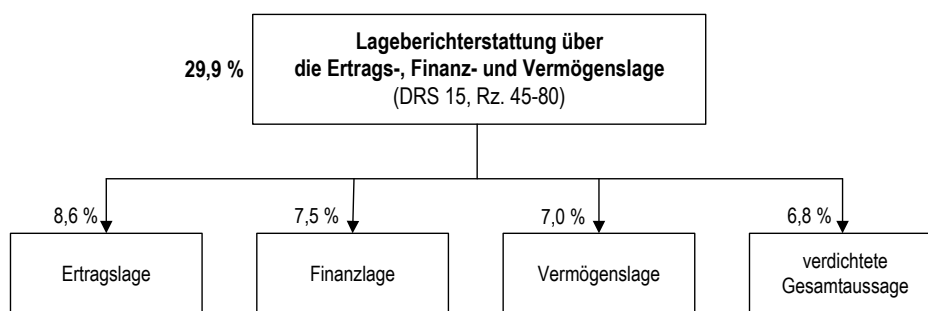 29,9 %
Lageberichterstattung über
die Ertrags-, Finanz- und Vermögenslage
(DRS 15, Rz. 45-80)
8,6 %
7,5 %
7,0 %
6,8 %
Ertragslage
Finanzlage
Vermögenslage
verdichtete
Gesamtaussage